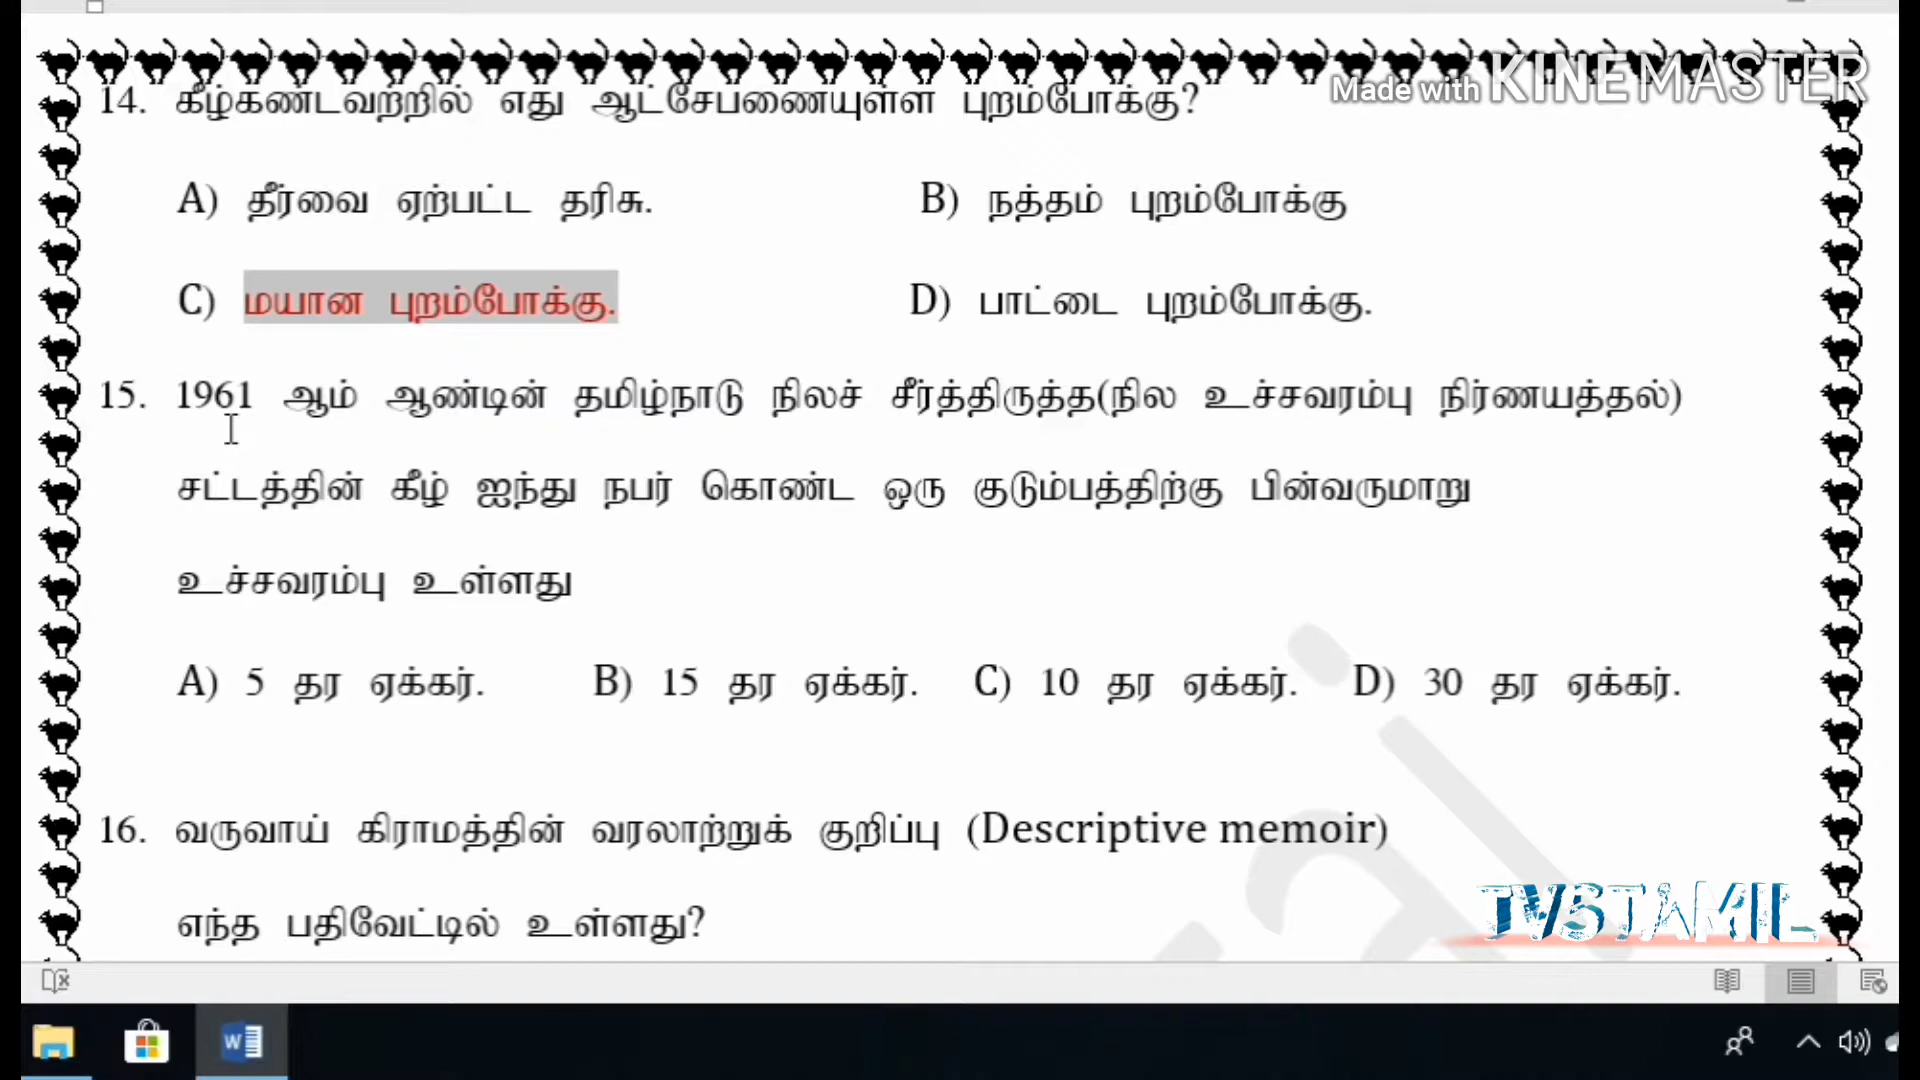 Made with KINEMASTER
14. கீழ்கண்டவற்றில் எது ஆட்சேபணையுள்ள புறம்போக்கு?
A) தீர்வை ஏற்பட்ட தரிசு. B) நத்தம் புறம்போக்கு
C) மயான புறம்போக்கு. D) பாட்டை புறம்போக்கு.
15. 1961 ஆம் ஆண்டின் தமிழ்நாடு நிலச் சீர்த்திருத்த(நில உச்சவரம்பு நிர்ணயத்தல்)
சட்டத்தின் கீழ் ஐந்து நபர் கொண்ட ஒரு குடும்பத்திற்கு பின்வருமாறு
உச்சவரம்பு உள்ளது
A) 5 தர ஏக்கர். B) 15 தர ஏக்கர். C) 10 தர ஏக்கர். D) 30 தர ஏக்கர்.
16. வருவாய் கிராமத்தின் வரலாற்றுக் குறிப்பு (Descriptive memoir)
எந்த பதிவேட்டில் உள்ளது?
TVSTAMIL